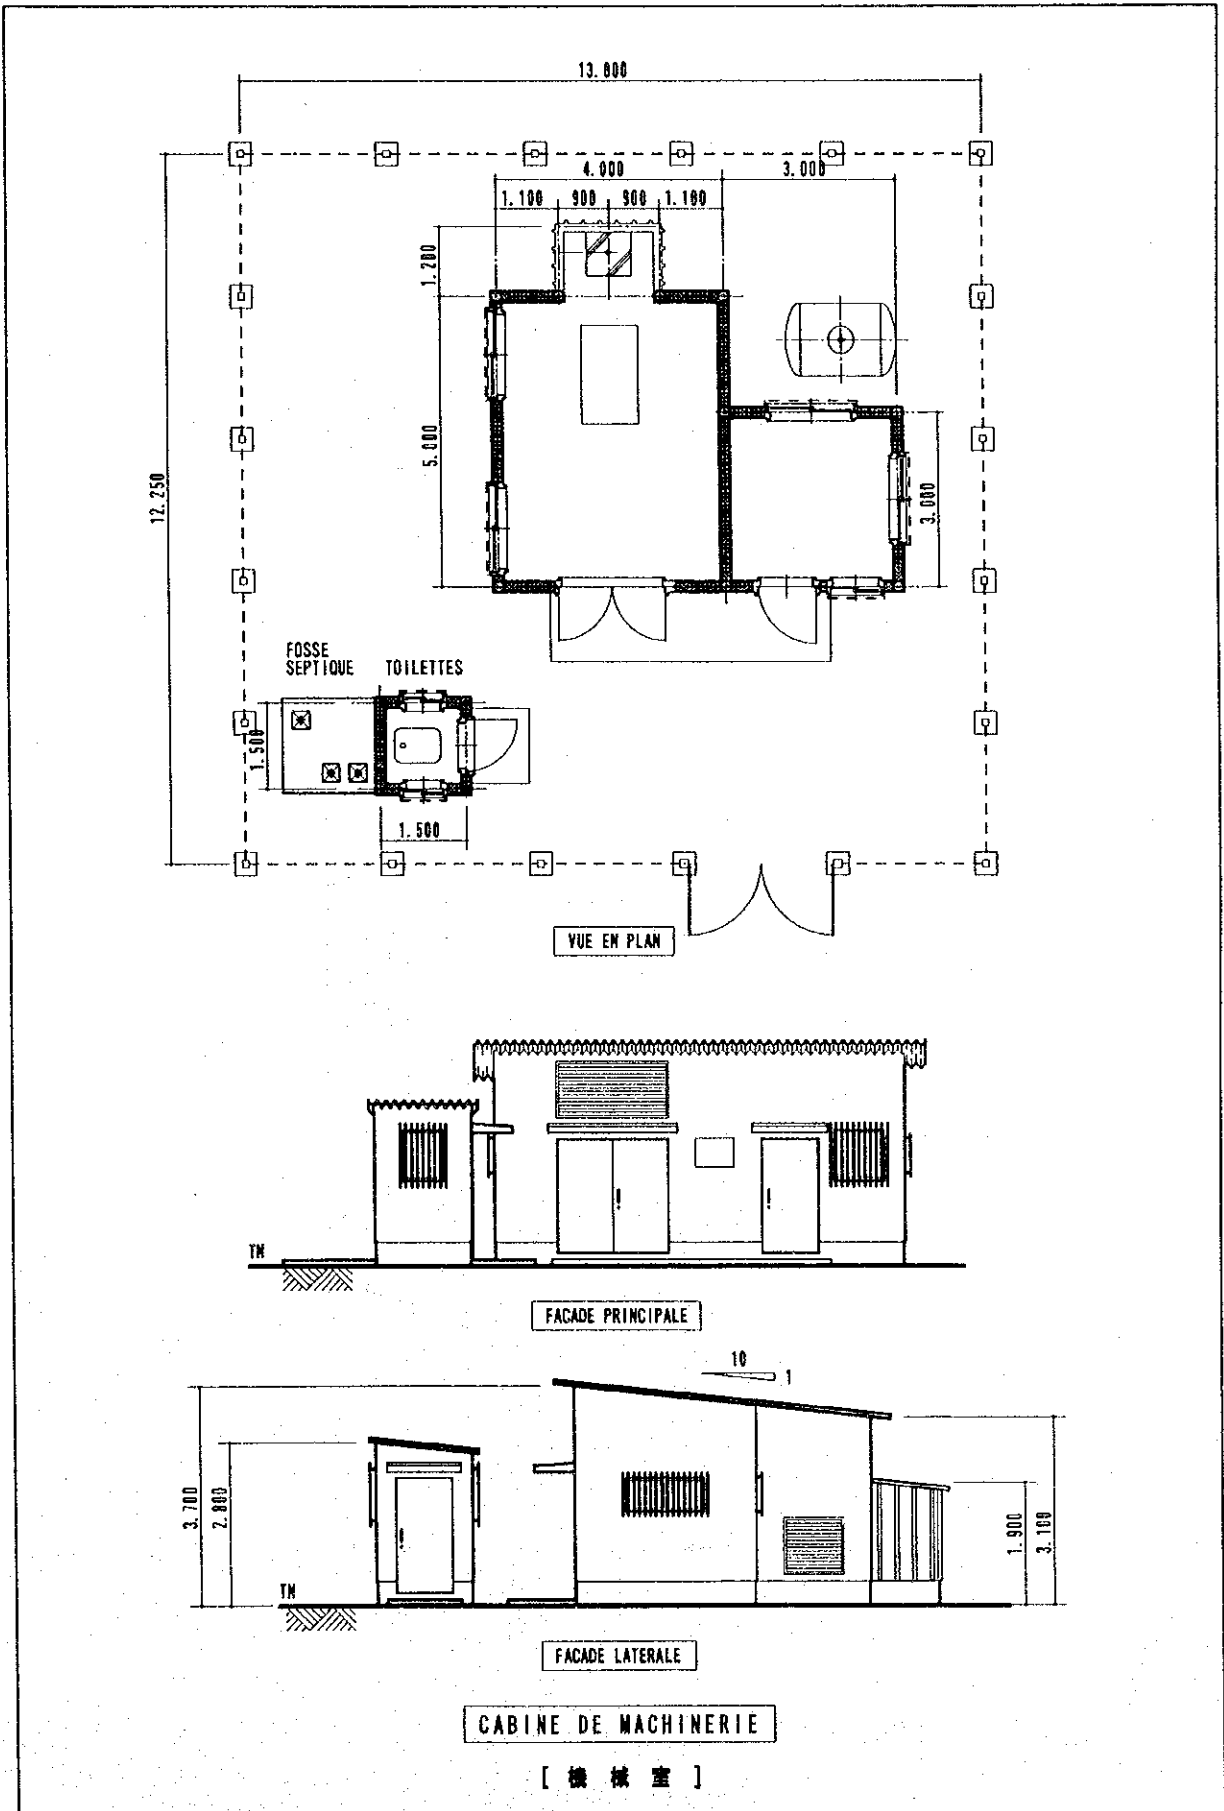 13.800
4.000
3.000
1.100
900
900
1.100
1.200
5.000
12.250
3.000
FOSSE
SEPTIQUE
TOILETTES
1.500
1.500
VUE EN PLAN
TN
FACADE PRINCIPALE
10
1
3.700
2.800
1.900
3.100
TN
FACADE LATERALE
CABINE DE MACHINERIE
[ 機 械 室 ]